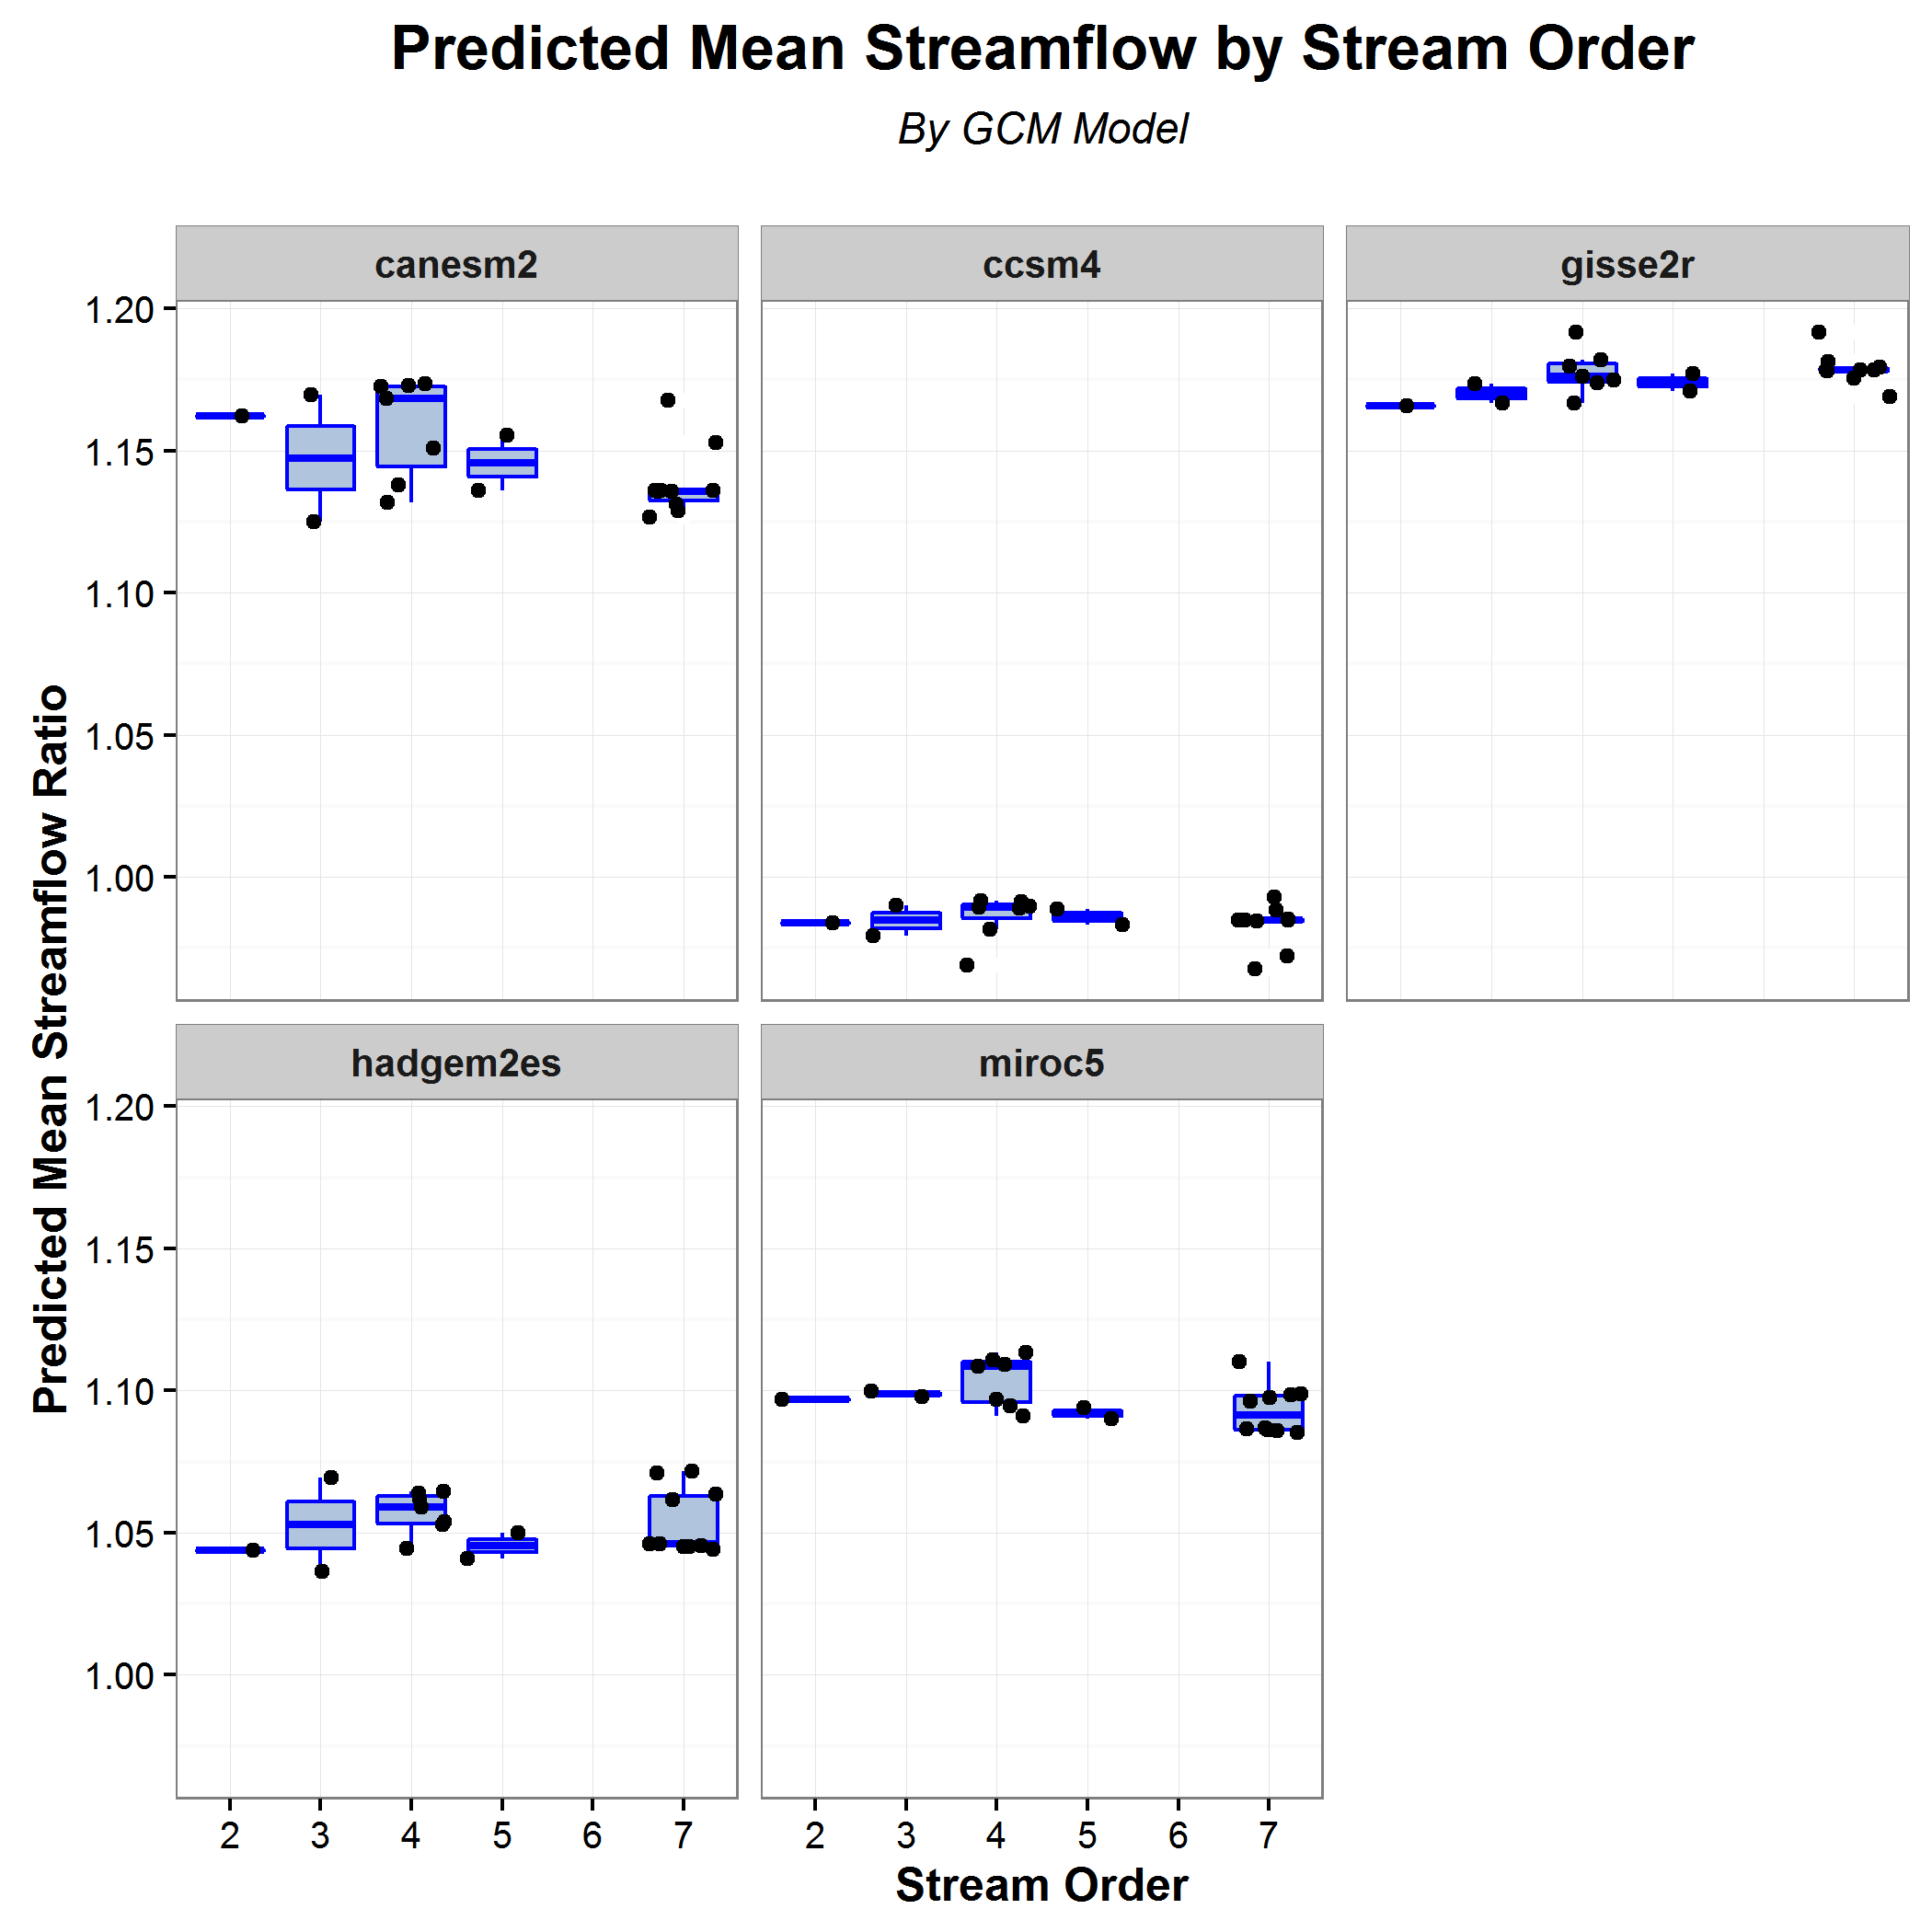 Predicted Mean Streamflow by Stream Order
By GCM Model
canesm2
ccsm4
gisse2r
Predicted Mean Streamflow Ratio
1.20
1.15
1.10
1.05
1.00
hadgem2es
miroc5
1.20
1.15
1.10
1.05
1.00
2 3 4 5 6 7
2 3 4 5 6 7
Stream Order